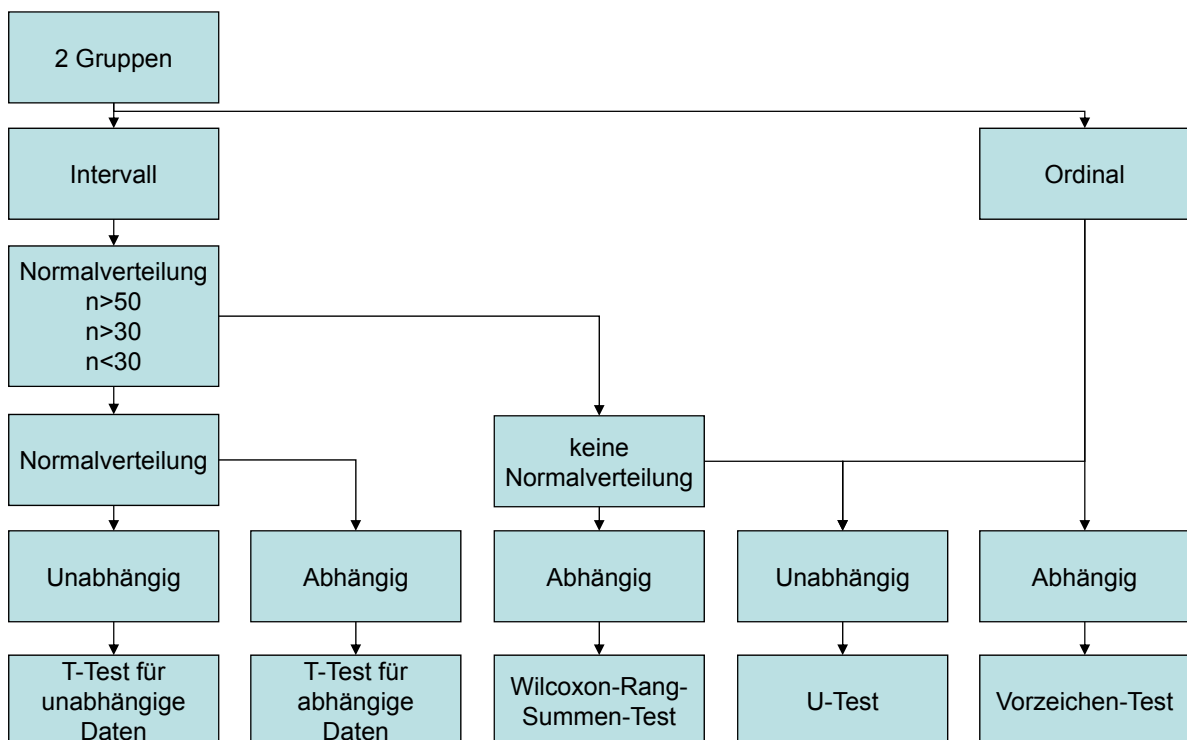 2 Gruppen
Intervall
Ordinal
Normalverteilung
n>50
n>30
n<30
Normalverteilung
keine
Normalverteilung
Unabhängig
Abhängig
Abhängig
Unabhängig
Abhängig
T-Test für
unabhängige
Daten
T-Test für
abhängige
Daten
Wilcoxon-Rang-
Summen-Test
U-Test
Vorzeichen-Test